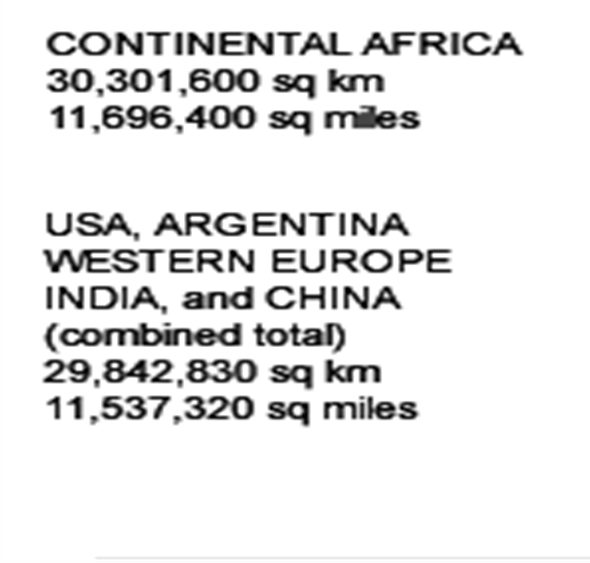 CONTINENTAL AFRICA
30,301,600 sq km
11,696,400 sq miles
USA, ARGENTINA
WESTERN EUROPE
INDIA, and CHINA
(combined total)
29,842,830 sq km
11,537,320 sq miles